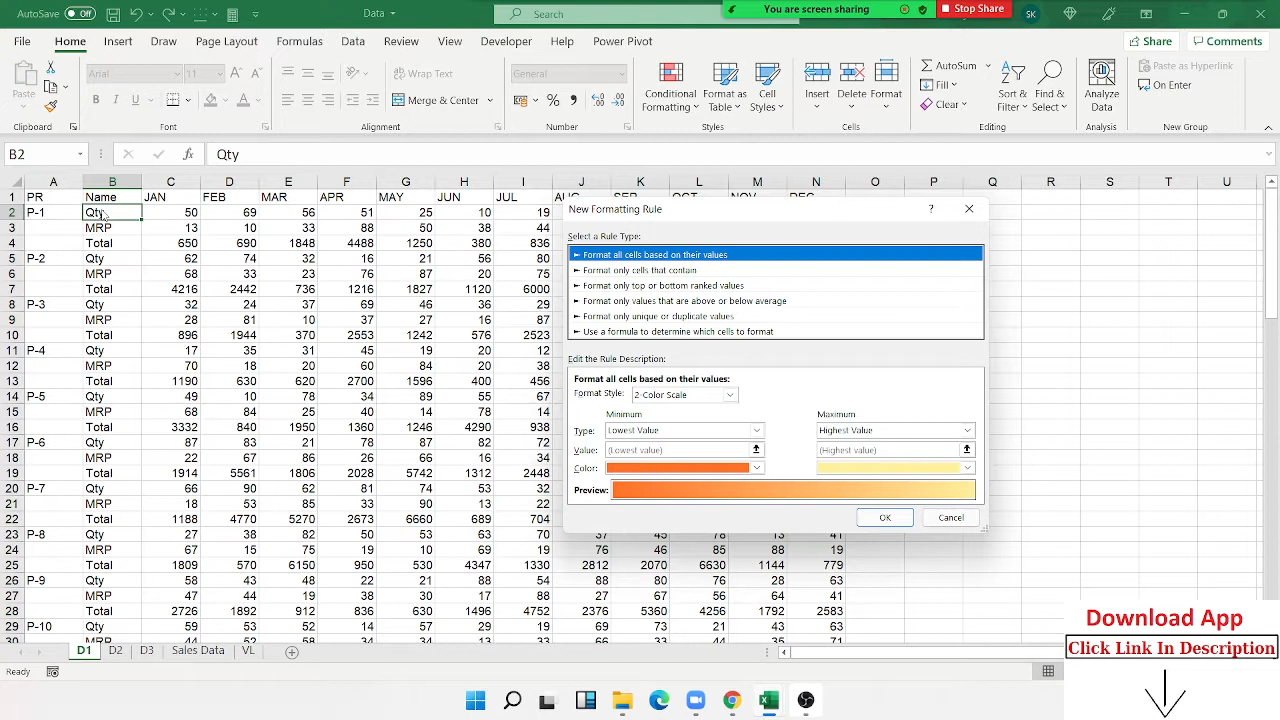 AutoSave Off Data Search You are screen sharing Stop Share SK
File Home Insert Draw Page Layout Formulas Data Review View Developer Help Power Pivot Share Comments
Paste Arial 11 Wrap Text General Conditional Format as Cell Insert Delete Format AutoSum Sort & Find & Analyze Paste as Hyperlink
B I U Merge & Center % Formatting Table Styles Fill Clear Filter Select Data On Enter
Clipboard Font Alignment Number Styles Cells Editing Analysis New Group
B2 fx Qty
A B C D E F G H I J K L M N O P Q R S T U
1 PR Name JAN FEB MAR APR MAY JUN JUL
2 P-1 Qty 50 69 56 51 25 10 19
3 MRP 13 10 33 88 50 38 44
4 Total 650 690 1848 4488 1250 380 836
5 P-2 Qty 62 74 32 16 21 56 80
6 MRP 68 33 23 76 87 20 75
7 Total 4216 2442 736 1216 1827 1120 6000
8 P-3 Qty 32 24 37 69 46 36 29
9 MRP 28 81 10 37 27 16 87
10 Total 896 1944 370 2553 1242 576 2523
11 P-4 Qty 17 35 31 45 19 20 12
12 MRP 70 18 20 60 84 20 38
13 Total 1190 630 620 2700 1596 400 456
14 P-5 Qty 49 10 78 34 89 55 67
15 MRP 68 84 25 40 14 78 14
16 Total 3332 840 1950 1360 1246 4290 938
17 P-6 Qty 87 83 21 78 87 82 72
18 MRP 22 67 86 26 66 16 34
19 Total 1914 5561 1806 2028 5742 1312 2448
20 P-7 Qty 66 90 62 81 74 53 32
21 MRP 18 53 85 33 90 13 22
22 Total 1188 4770 5270 2673 6660 689 704
23 P-8 Qty 27 38 82 50 53 63 70 37 45 78 13 41
24 MRP 67 15 75 19 10 69 19 76 46 85 88 19
25 Total 1809 570 6150 950 530 4347 1330 2812 2070 6630 1144 779
26 P-9 Qty 58 43 48 22 21 88 54 88 80 76 28 63
27 MRP 47 44 19 38 30 17 88 27 67 56 64 41
28 Total 2726 1892 912 836 630 1496 4752 2376 5360 4256 1792 2583
29 P-10 Qty 59 53 52 14 57 29 16 69 73 21 43 63
30 MRP 44 52 58 34 34 13 33 66 33 44 35 71
New Formatting Rule ?
Select a Rule Type:
► Format all cells based on their values
► Format only cells that contain
► Format only top or bottom ranked values
► Format only values that are above or below average
► Format only unique or duplicate values
► Use a formula to determine which cells to format
Edit the Rule Description:
Format all cells based on their values:
Format Style: 2-Color Scale
Minimum Maximum
Type: Lowest Value Highest Value
Value: (Lowest value) (Highest value)
Color:
Preview:
OK Cancel
D1 D2 D3 Sales Data VL
Ready
Download App
Click Link In Description